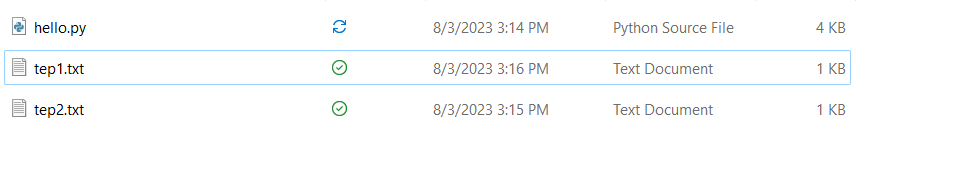 hello.py 8/3/2023 3:14 PM Python Source File 4 KB
tep1.txt 8/3/2023 3:16 PM Text Document 1 KB
tep2.txt 8/3/2023 3:15 PM Text Document 1 KB